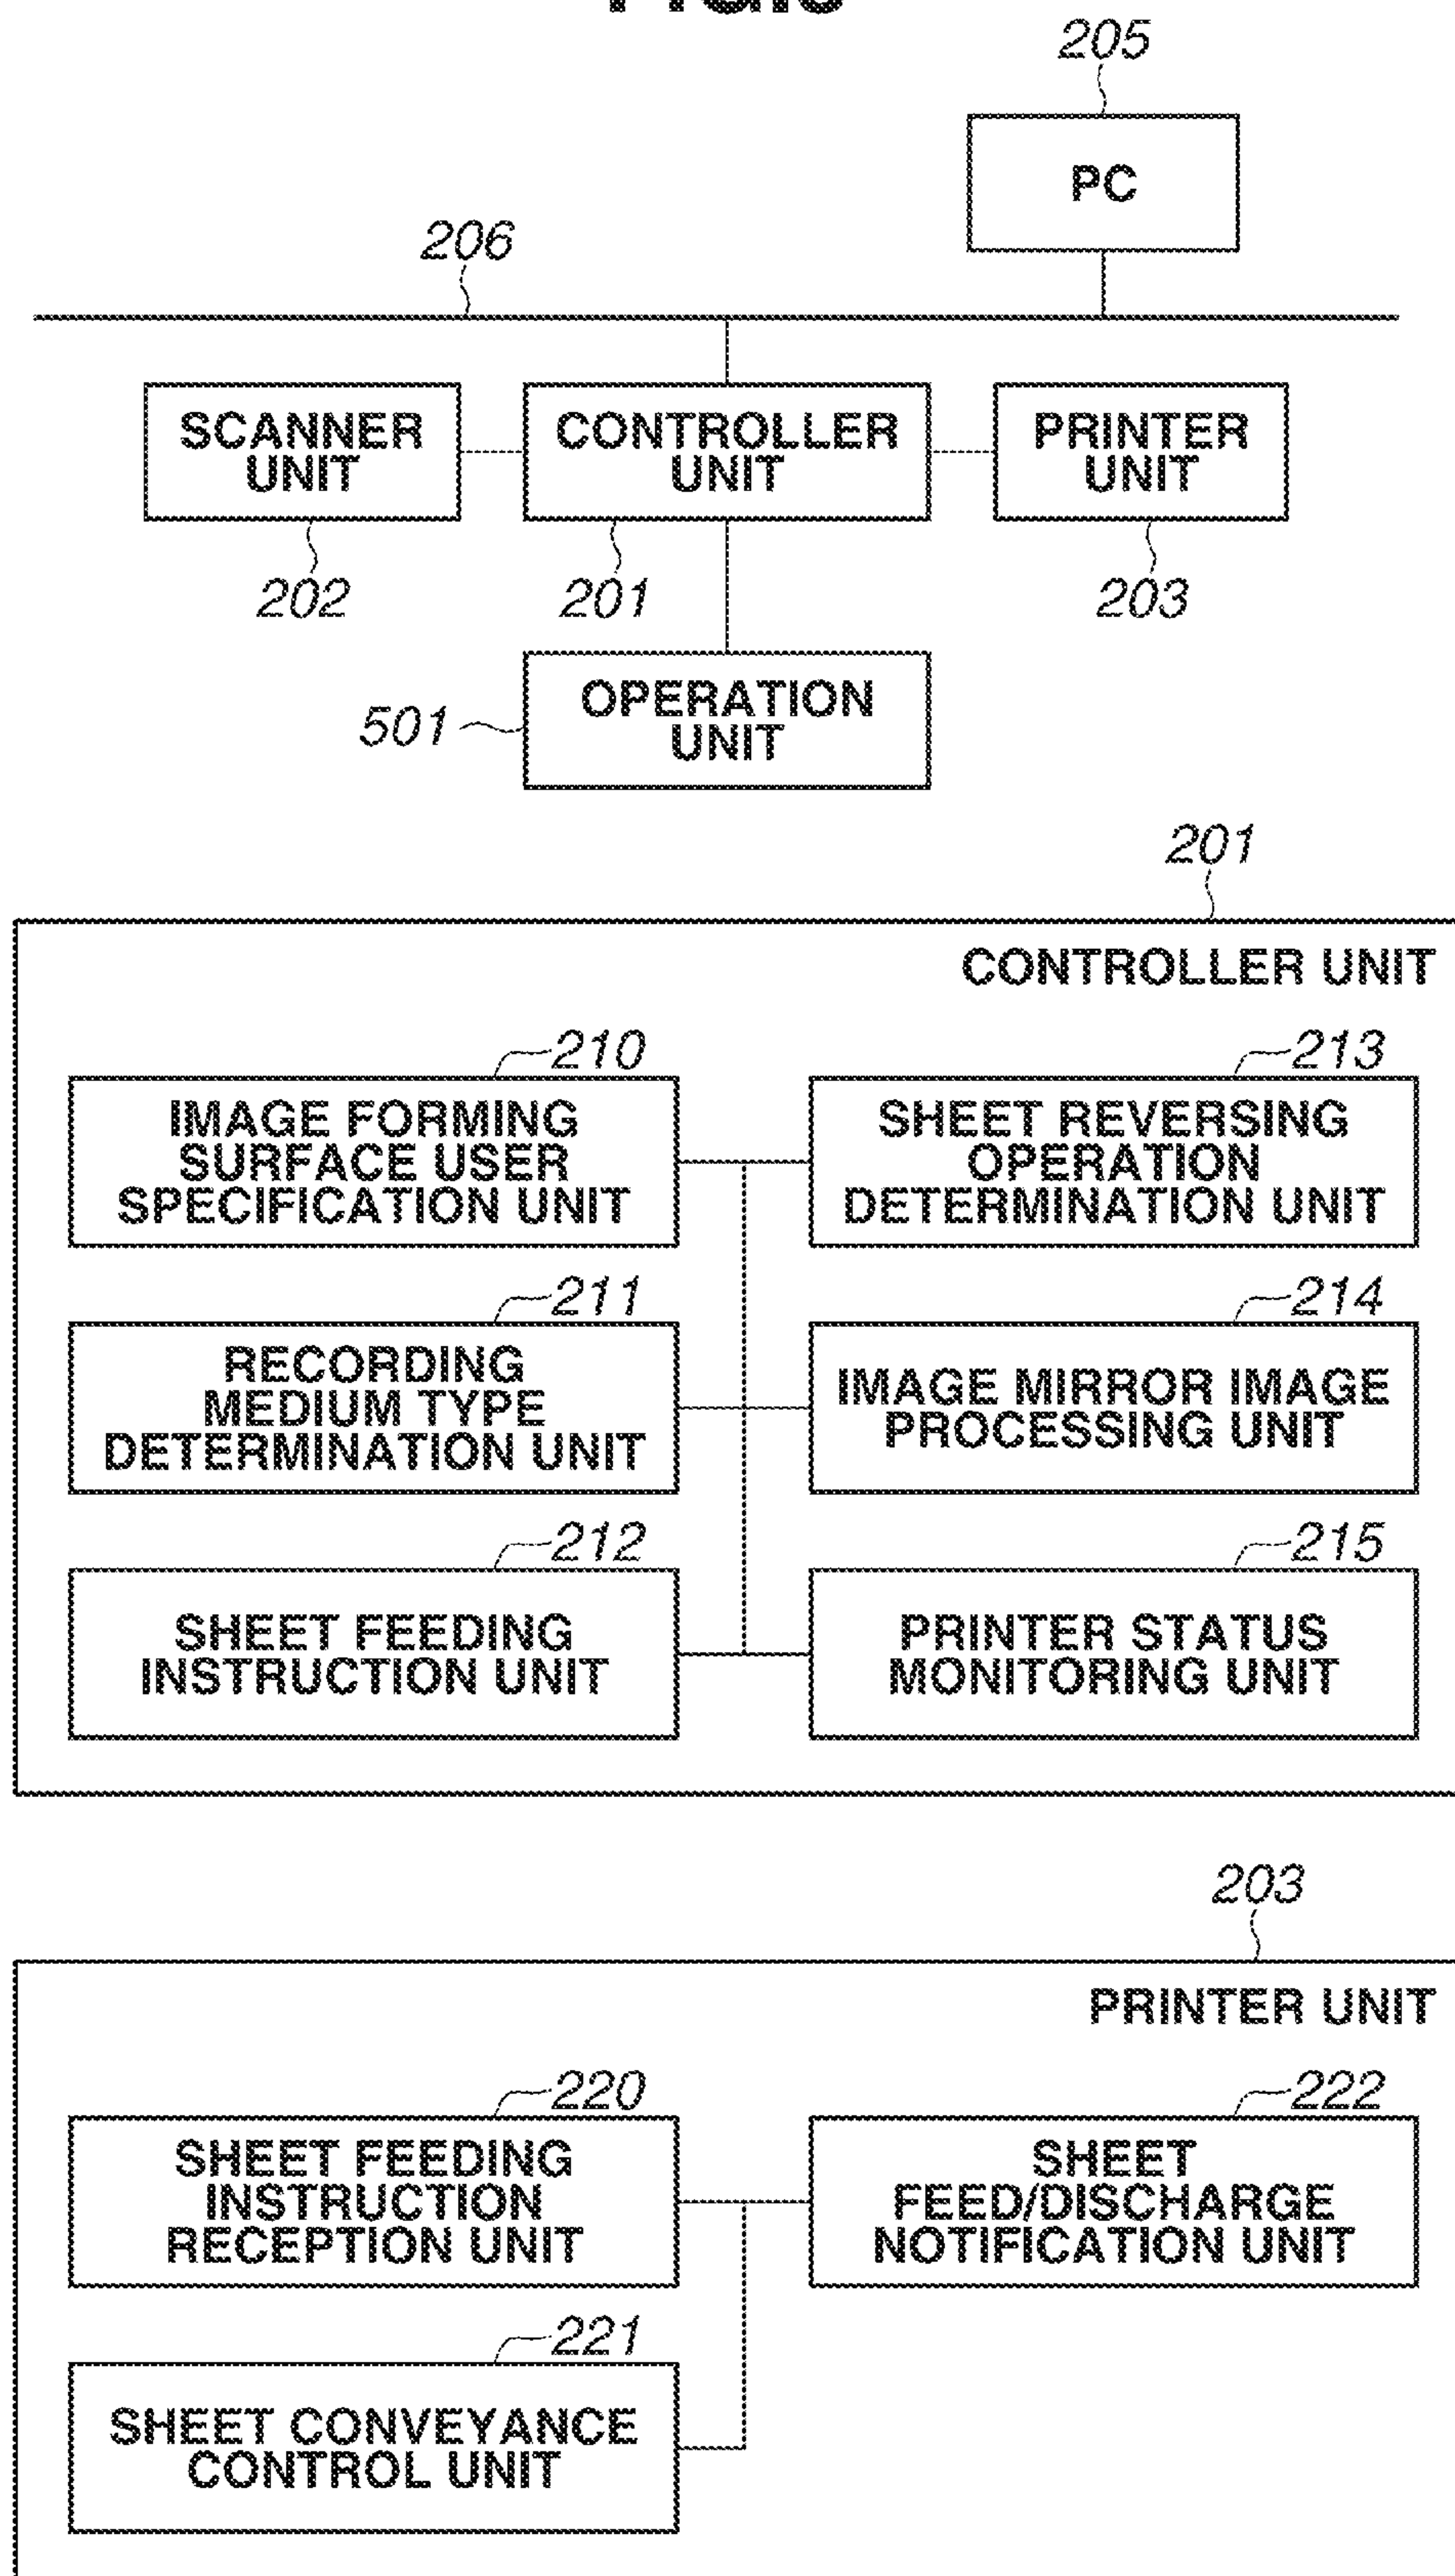 205
PC
206
SCANNER
UNIT
CONTROLLER
UNIT
PRINTER
UNIT
202
201
203
501
OPERATION
UNIT
201
CONTROLLER UNIT
210
213
IMAGE FORMING
SURFACE USER
SPECIFICATION UNIT
SHEET REVERSING
OPERATION
DETERMINATION UNIT
211
214
RECORDING
MEDIUM TYPE
DETERMINATION UNIT
IMAGE MIRROR IMAGE
PROCESSING UNIT
212
215
SHEET FEEDING
INSTRUCTION UNIT
PRINTER STATUS
MONITORING UNIT
203
PRINTER UNIT
220
222
SHEET FEEDING
INSTRUCTION
RECEPTION UNIT
SHEET
FEED/DISCHARGE
NOTIFICATION UNIT
221
SHEET CONVEYANCE
CONTROL UNIT